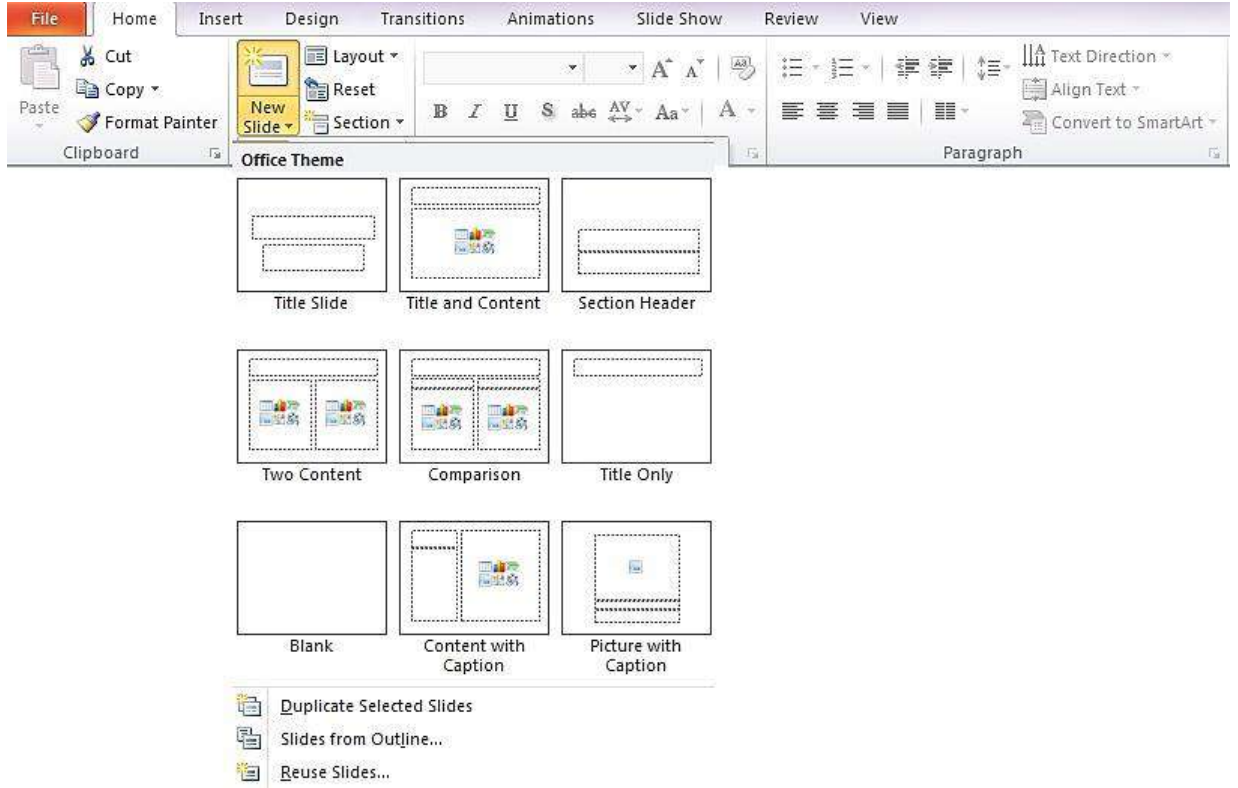 File Home Insert Design Transitions Animations Slide Show Review View
Cut
Copy
Format Painter
Paste
Clipboard
New Slide
Layout
Reset
Section
B I U S abc AV Aa A
A A
Text Direction
Align Text
Convert to SmartArt
Paragraph
Office Theme
Title Slide Title and Content Section Header
Two Content Comparison Title Only
Blank Content with Caption Picture with Caption
Duplicate Selected Slides
Slides from Outline...
Reuse Slides...